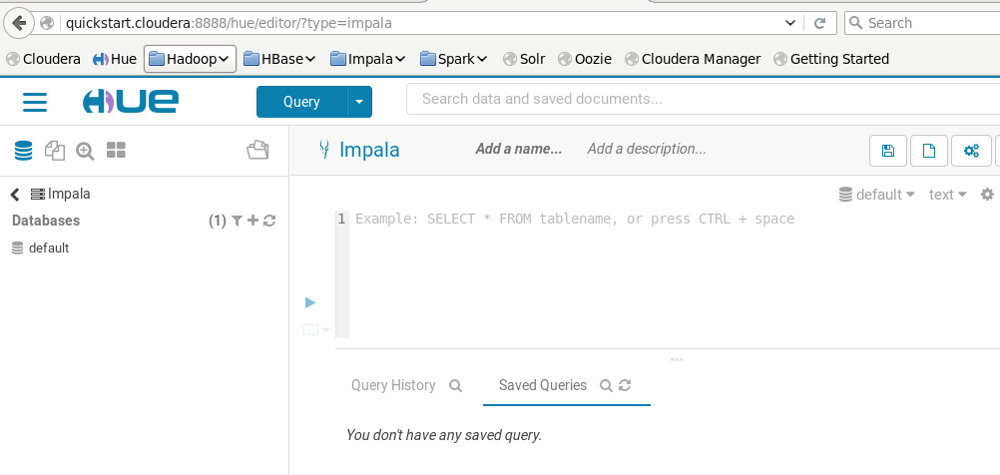 quickstart.cloudera:8888/hue/editor/?type=impala
Search
Cloudera Hue Hadoop HBase Impala Spark Solr Oozie Cloudera Manager Getting Started
HUE
Query
Search data and saved documents...
Impala
Add a name...
Add a description...
Impala
default
text
Databases
(1)
default
1
Example: SELECT * FROM tablename, or press CTRL + space
Query History
Saved Queries
You don't have any saved query.